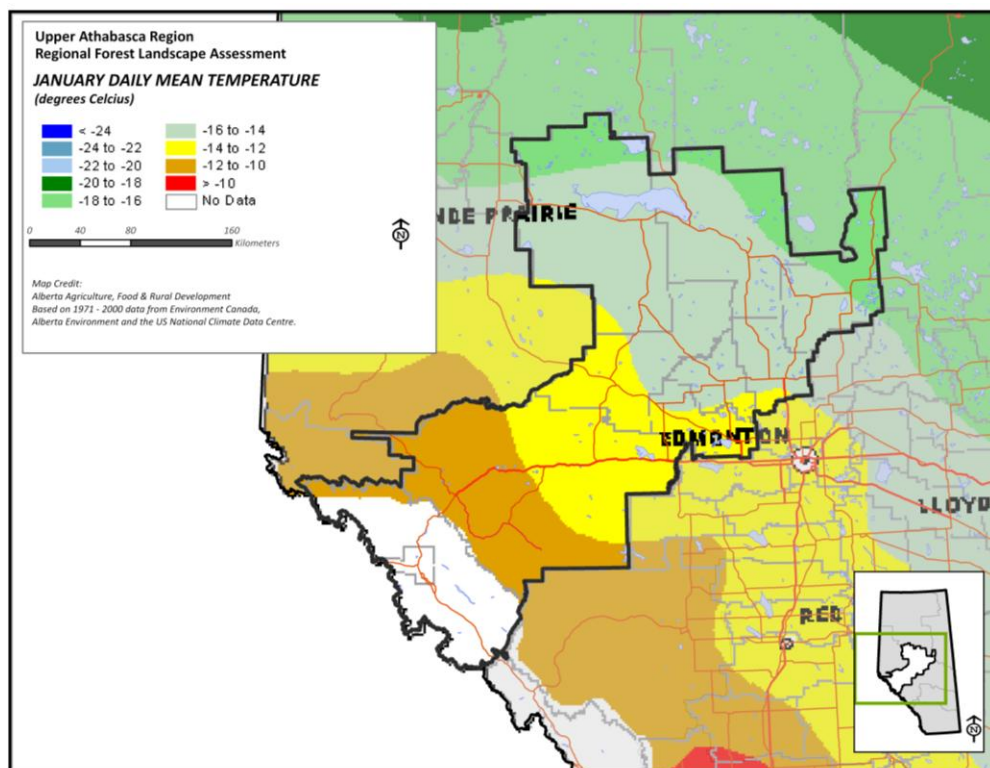 Upper Athabasca Region
Regional Forest Landscape Assessment
JANUARY DAILY MEAN TEMPERATURE
(degrees Celcius)
< -24
-24 to -22
-22 to -20
-20 to -18
-18 to -16
-16 to -14
-14 to -12
-12 to -10
> -10
No Data
0 40 80 160
Kilometers
N
Map Credit:
Alberta Agriculture, Food & Rural Development
Based on 1971 - 2000 data from Environment Canada,
Alberta Environment and the US National Climate Data Centre.
NDE PRAIRIE
EDMONTON
LLOYD
RED
N